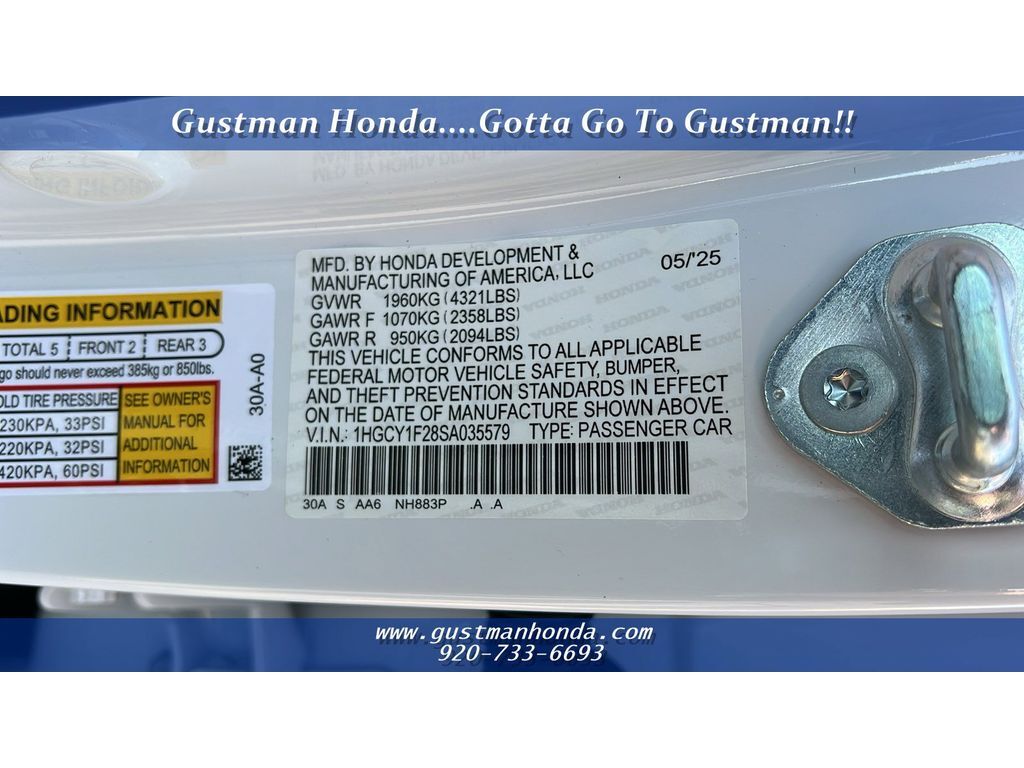 Gustman Honda....Gotta Go To Gustman!!
MFD. BY HONDA DEVELOPMENT &
MANUFACTURING OF AMERICA, LLC 05/'25
GVWR 1960KG (4321LBS)
GAWR F 1070KG (2358LBS)
GAWR R 950KG (2094LBS)
THIS VEHICLE CONFORMS TO ALL APPLICABLE
FEDERAL MOTOR VEHICLE SAFETY, BUMPER,
AND THEFT PREVENTION STANDARDS IN EFFECT
ON THE DATE OF MANUFACTURE SHOWN ABOVE.
V.I.N.: 1HGCY1F28SA035579 TYPE: PASSENGER CAR
30A S AA6 NH883P .A .A
ADING INFORMATION
TOTAL 5 FRONT 2 REAR 3
go should never exceed 385kg or 850lbs.
OLD TIRE PRESSURE
230KPA, 33PSI
220KPA, 32PSI
420KPA, 60PSI
SEE OWNER'S
MANUAL FOR
ADDITIONAL
INFORMATION
30A-A0
www.gustmanhonda.com
920-733-6693